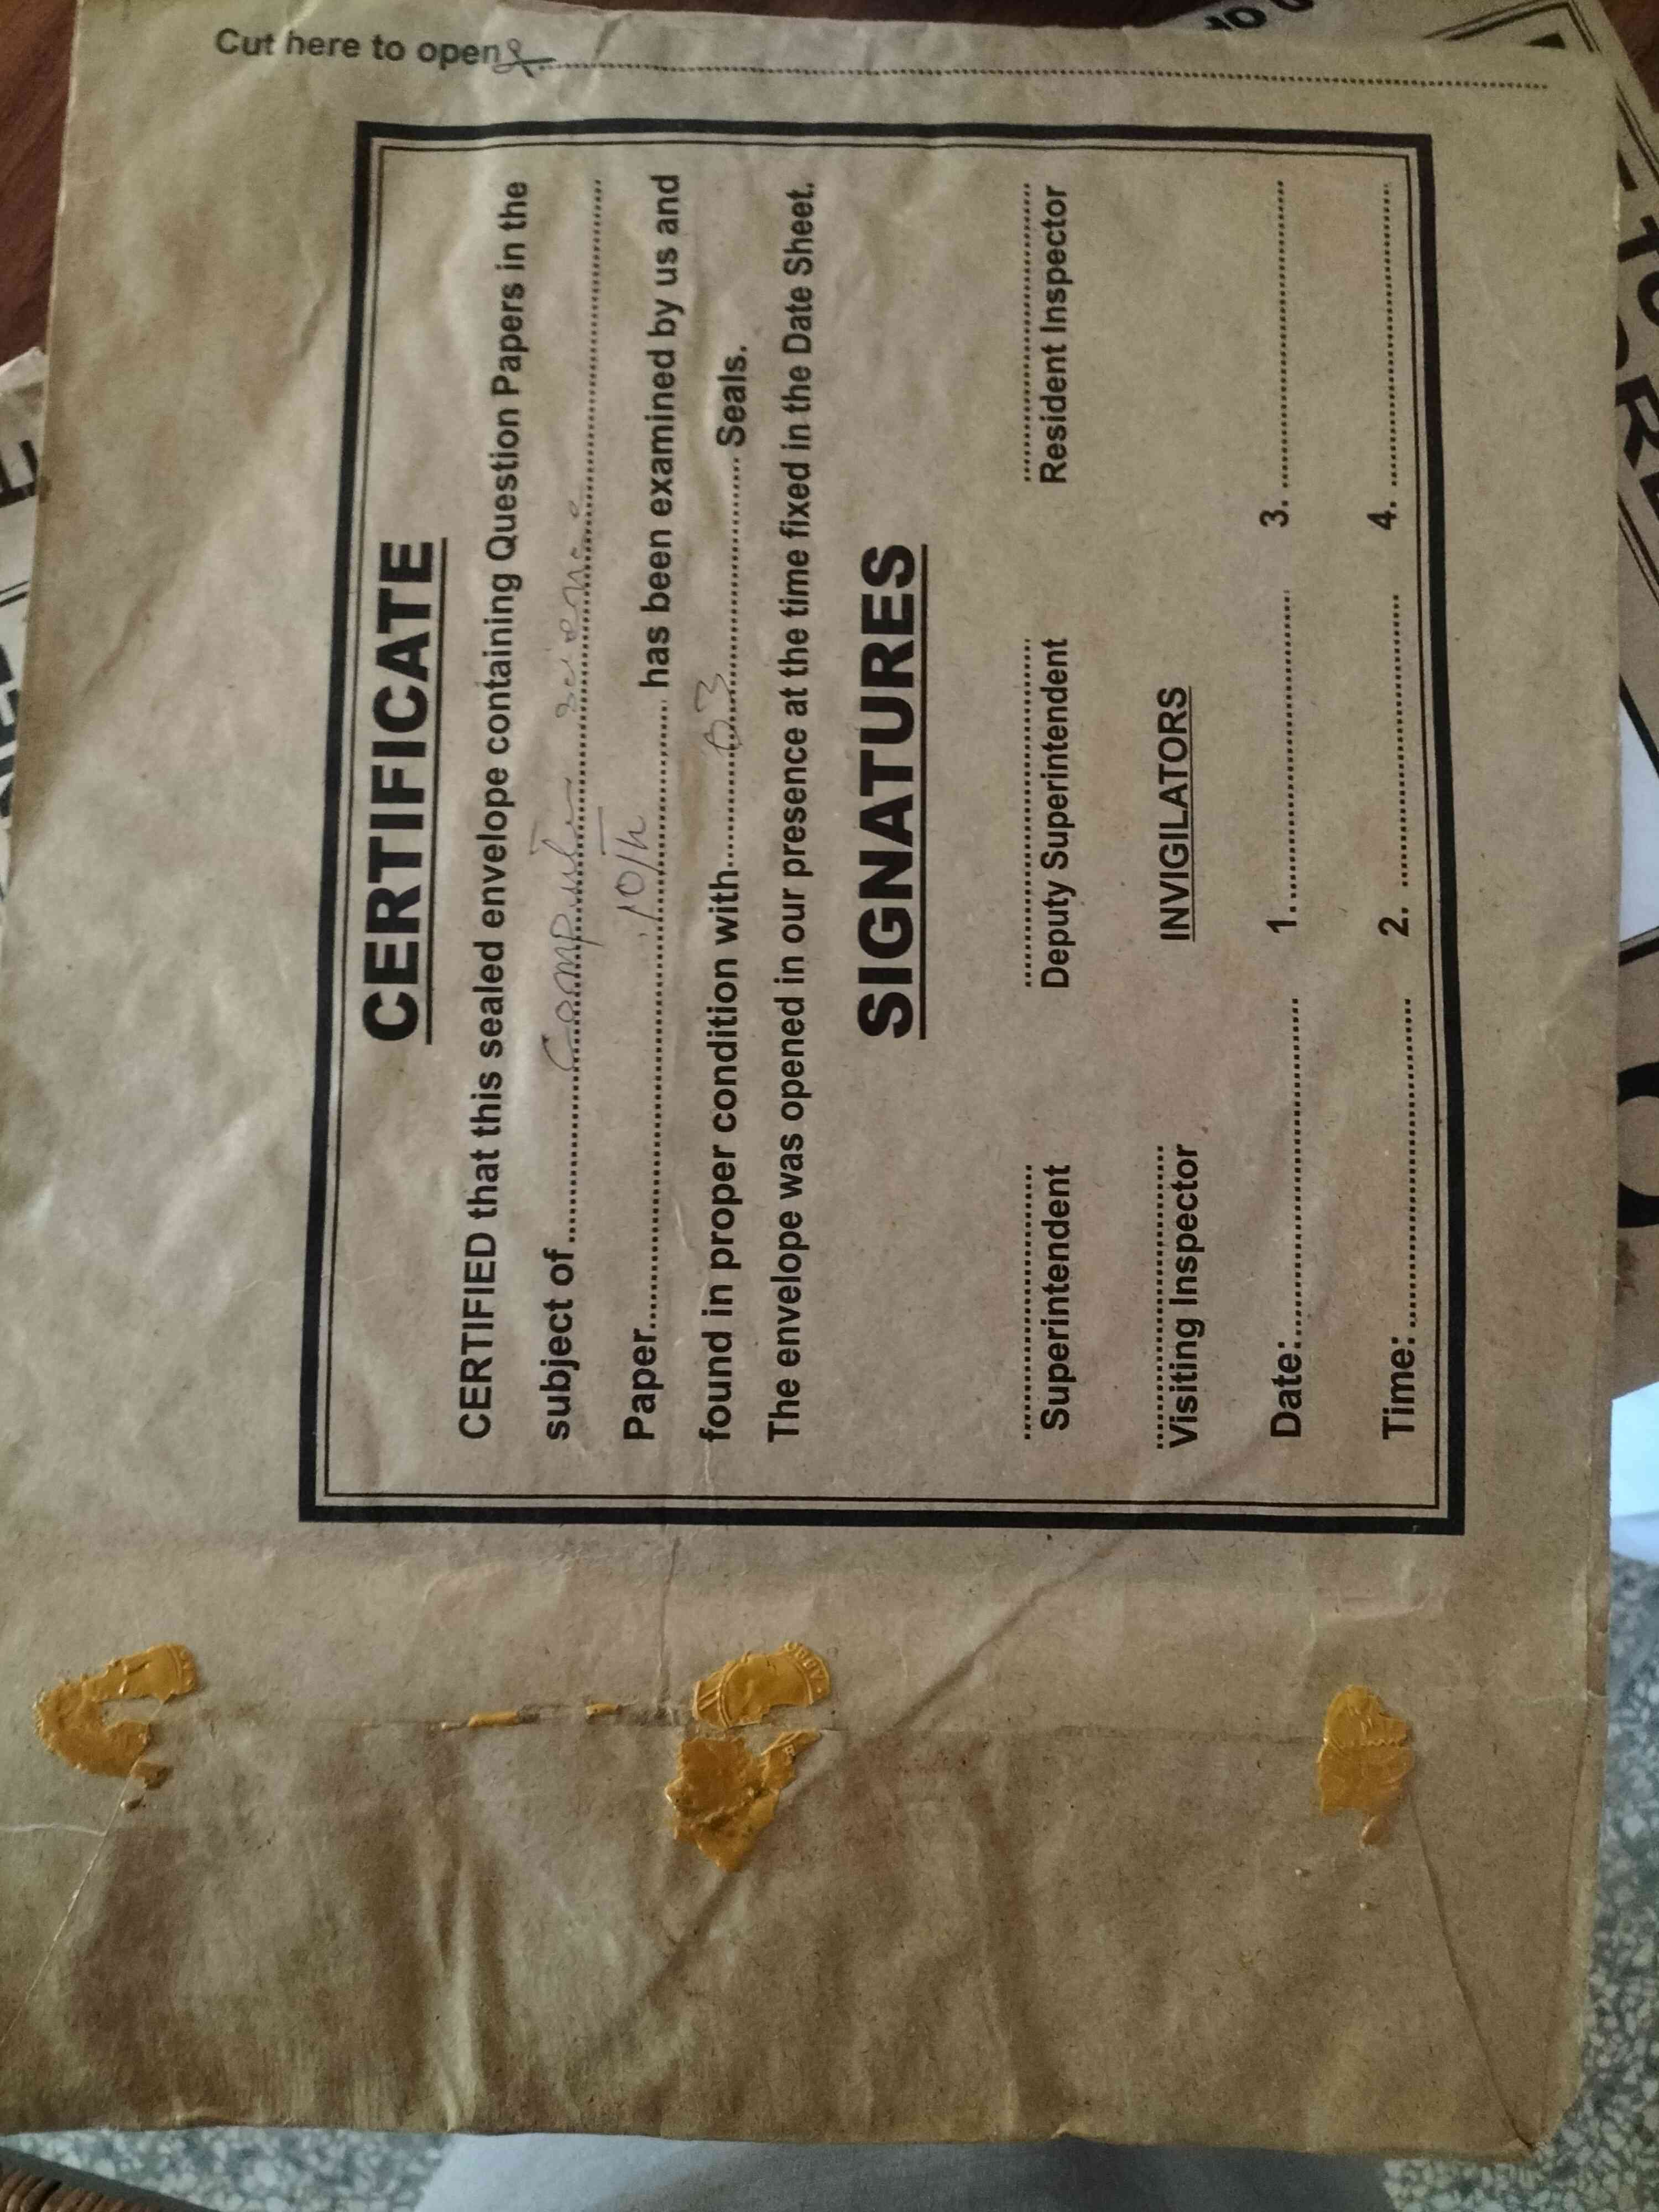 Cut here to open
CERTIFICATE
CERTIFIED that this sealed envelope containing Question Papers in the
subject of.......... Computer science ..........
Paper.......... 10th .......... has been examined by us and
found in proper condition with.......... 03 .......... Seals.
The envelope was opened in our presence at the time fixed in the Date Sheet.
SIGNATURES
Superintendent Deputy Superintendent Resident Inspector
Visiting Inspector INVIGILATORS
Date:.......... 1........... 3. ..........
Time: .......... 2. .......... 4. ..........